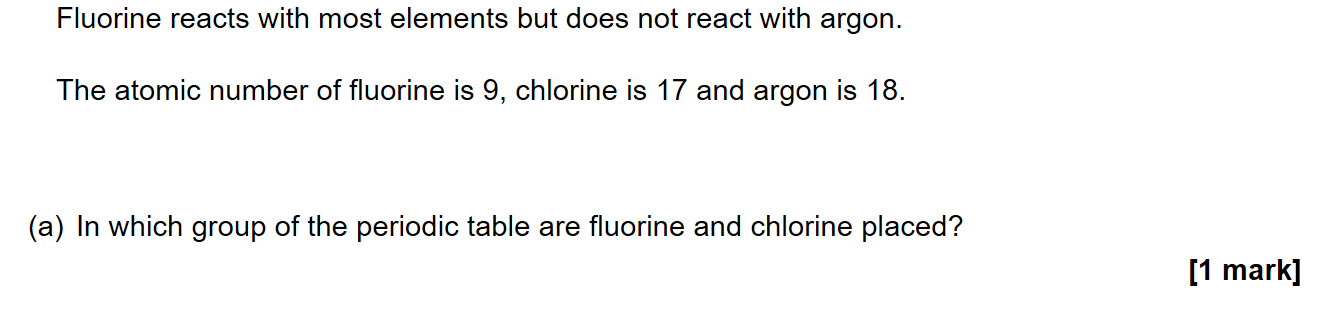 Fluorine reacts with most elements but does not react with argon.
The atomic number of fluorine is 9, chlorine is 17 and argon is 18.
(a) In which group of the periodic table are fluorine and chlorine placed?
[1 mark]